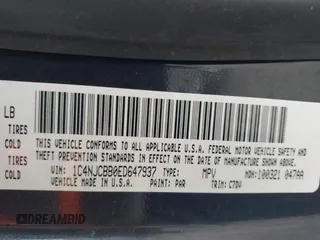 LB
TIRES
COLD
TIRES
COLD
THIS VEHICLE CONFORMS TO ALL APPLICABLE U.S.A. FEDERAL MOTOR VEHICLE SAFETY
AND THEFT PREVENTION STANDARDS IN EFFECT ON THE DATE OF MANUFACTURE SHOWN
VIN: 1C4NJCBB0ED647937 TYPE: MPV MDH: 100321 047AA
VEHICLE MADE IN U.S.A. PAINT: PAR TRIM: C7DV
DREAMBID